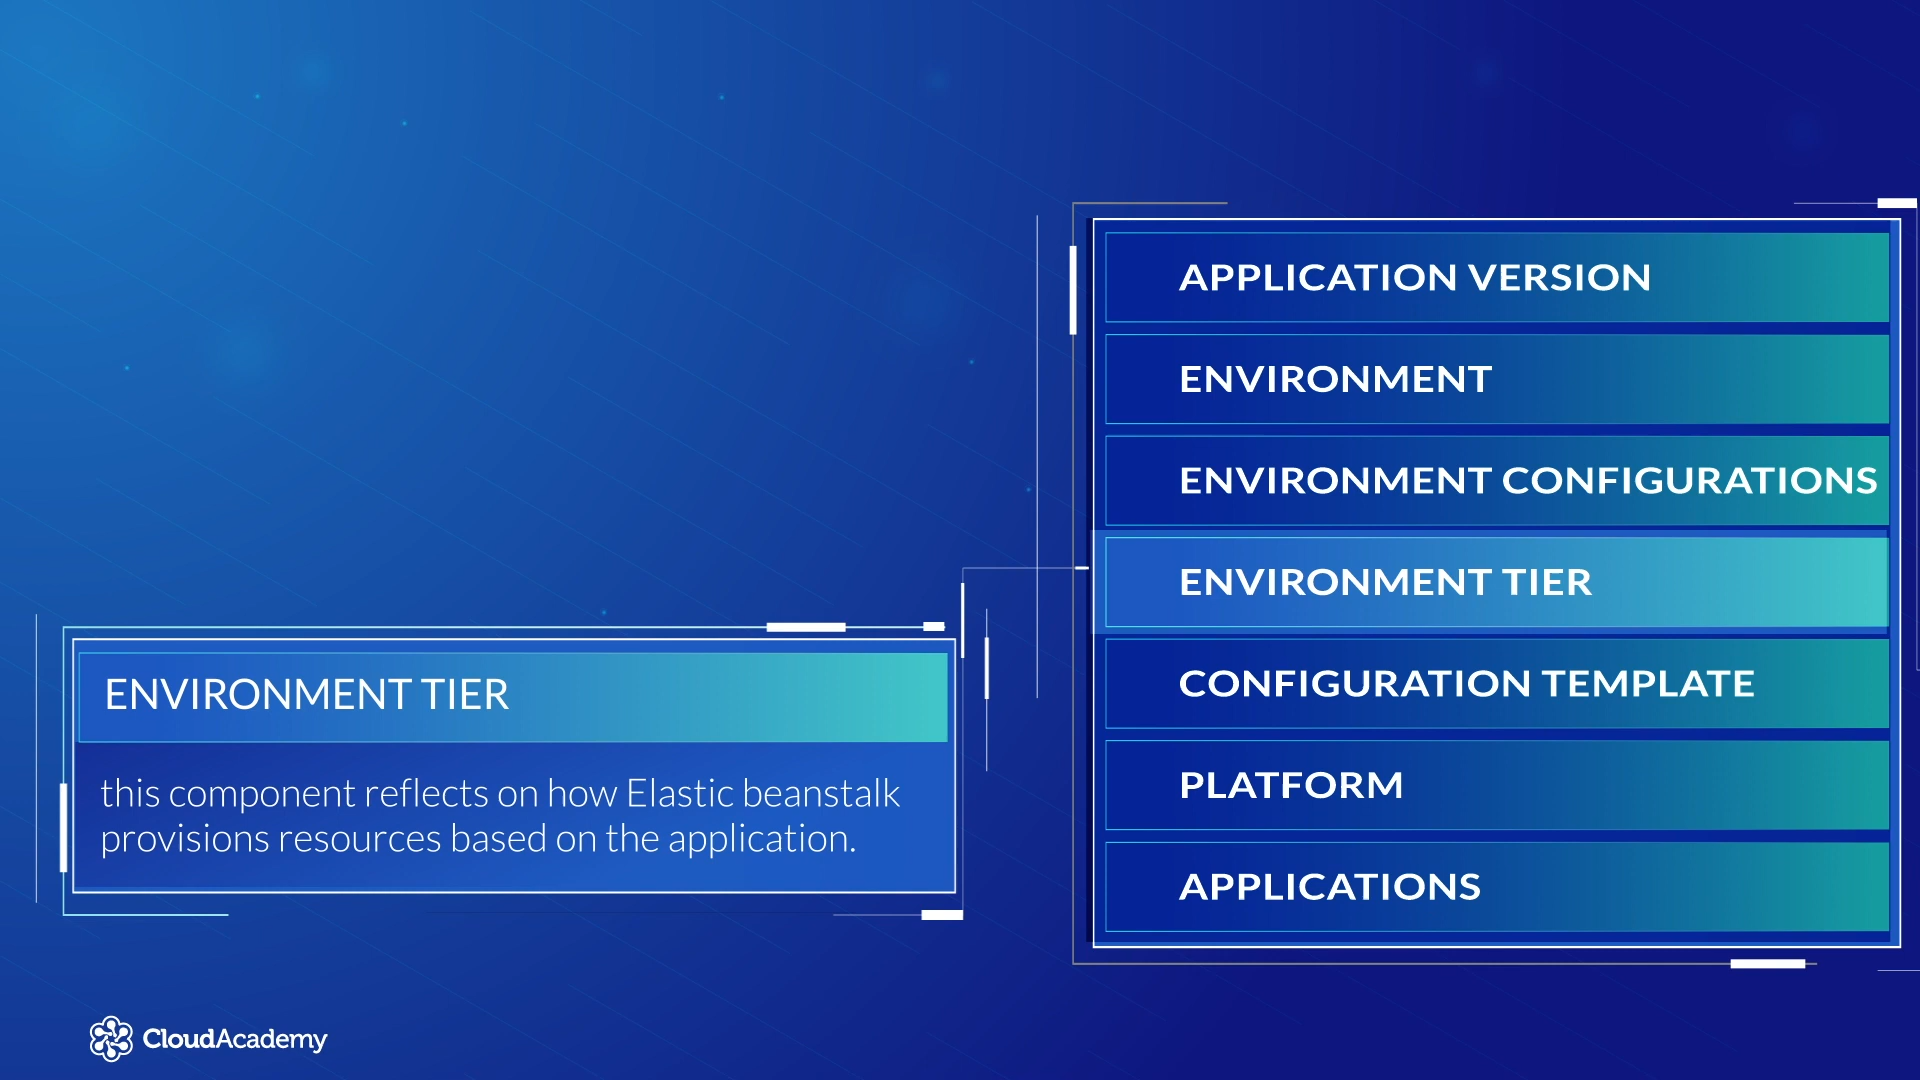 APPLICATION VERSION
ENVIRONMENT
ENVIRONMENT CONFIGURATIONS
ENVIRONMENT TIER
CONFIGURATION TEMPLATE
PLATFORM
APPLICATIONS
ENVIRONMENT TIER
this component reflects on how Elastic beanstalk
provisions resources based on the application.
CloudAcademy